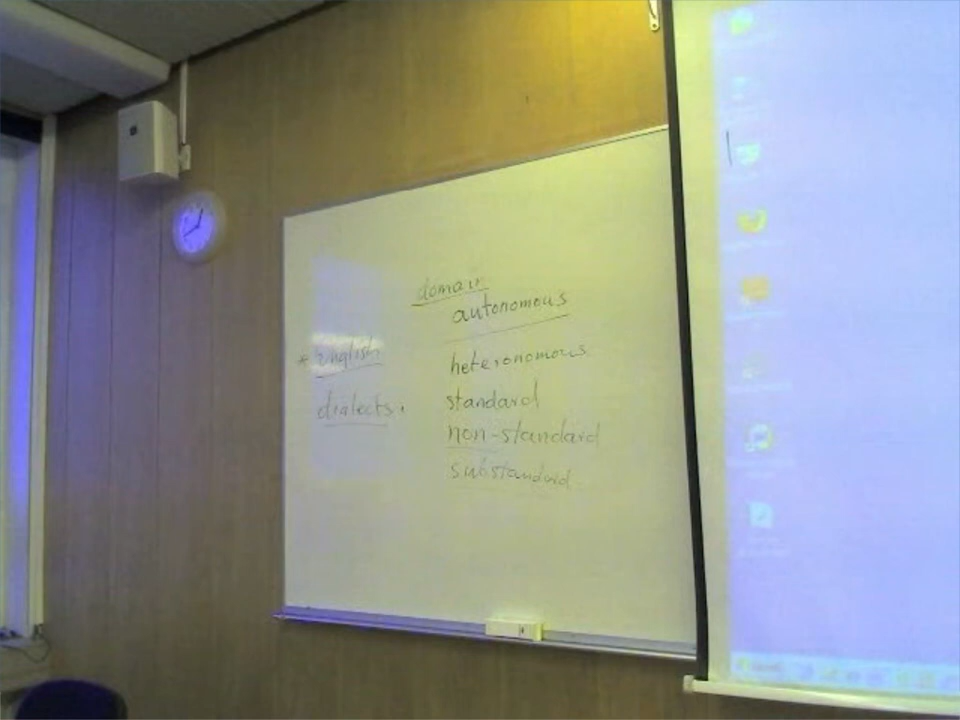 domain
autonomous
* English
heteronomous
dialects.
standard
non-standard
substandard